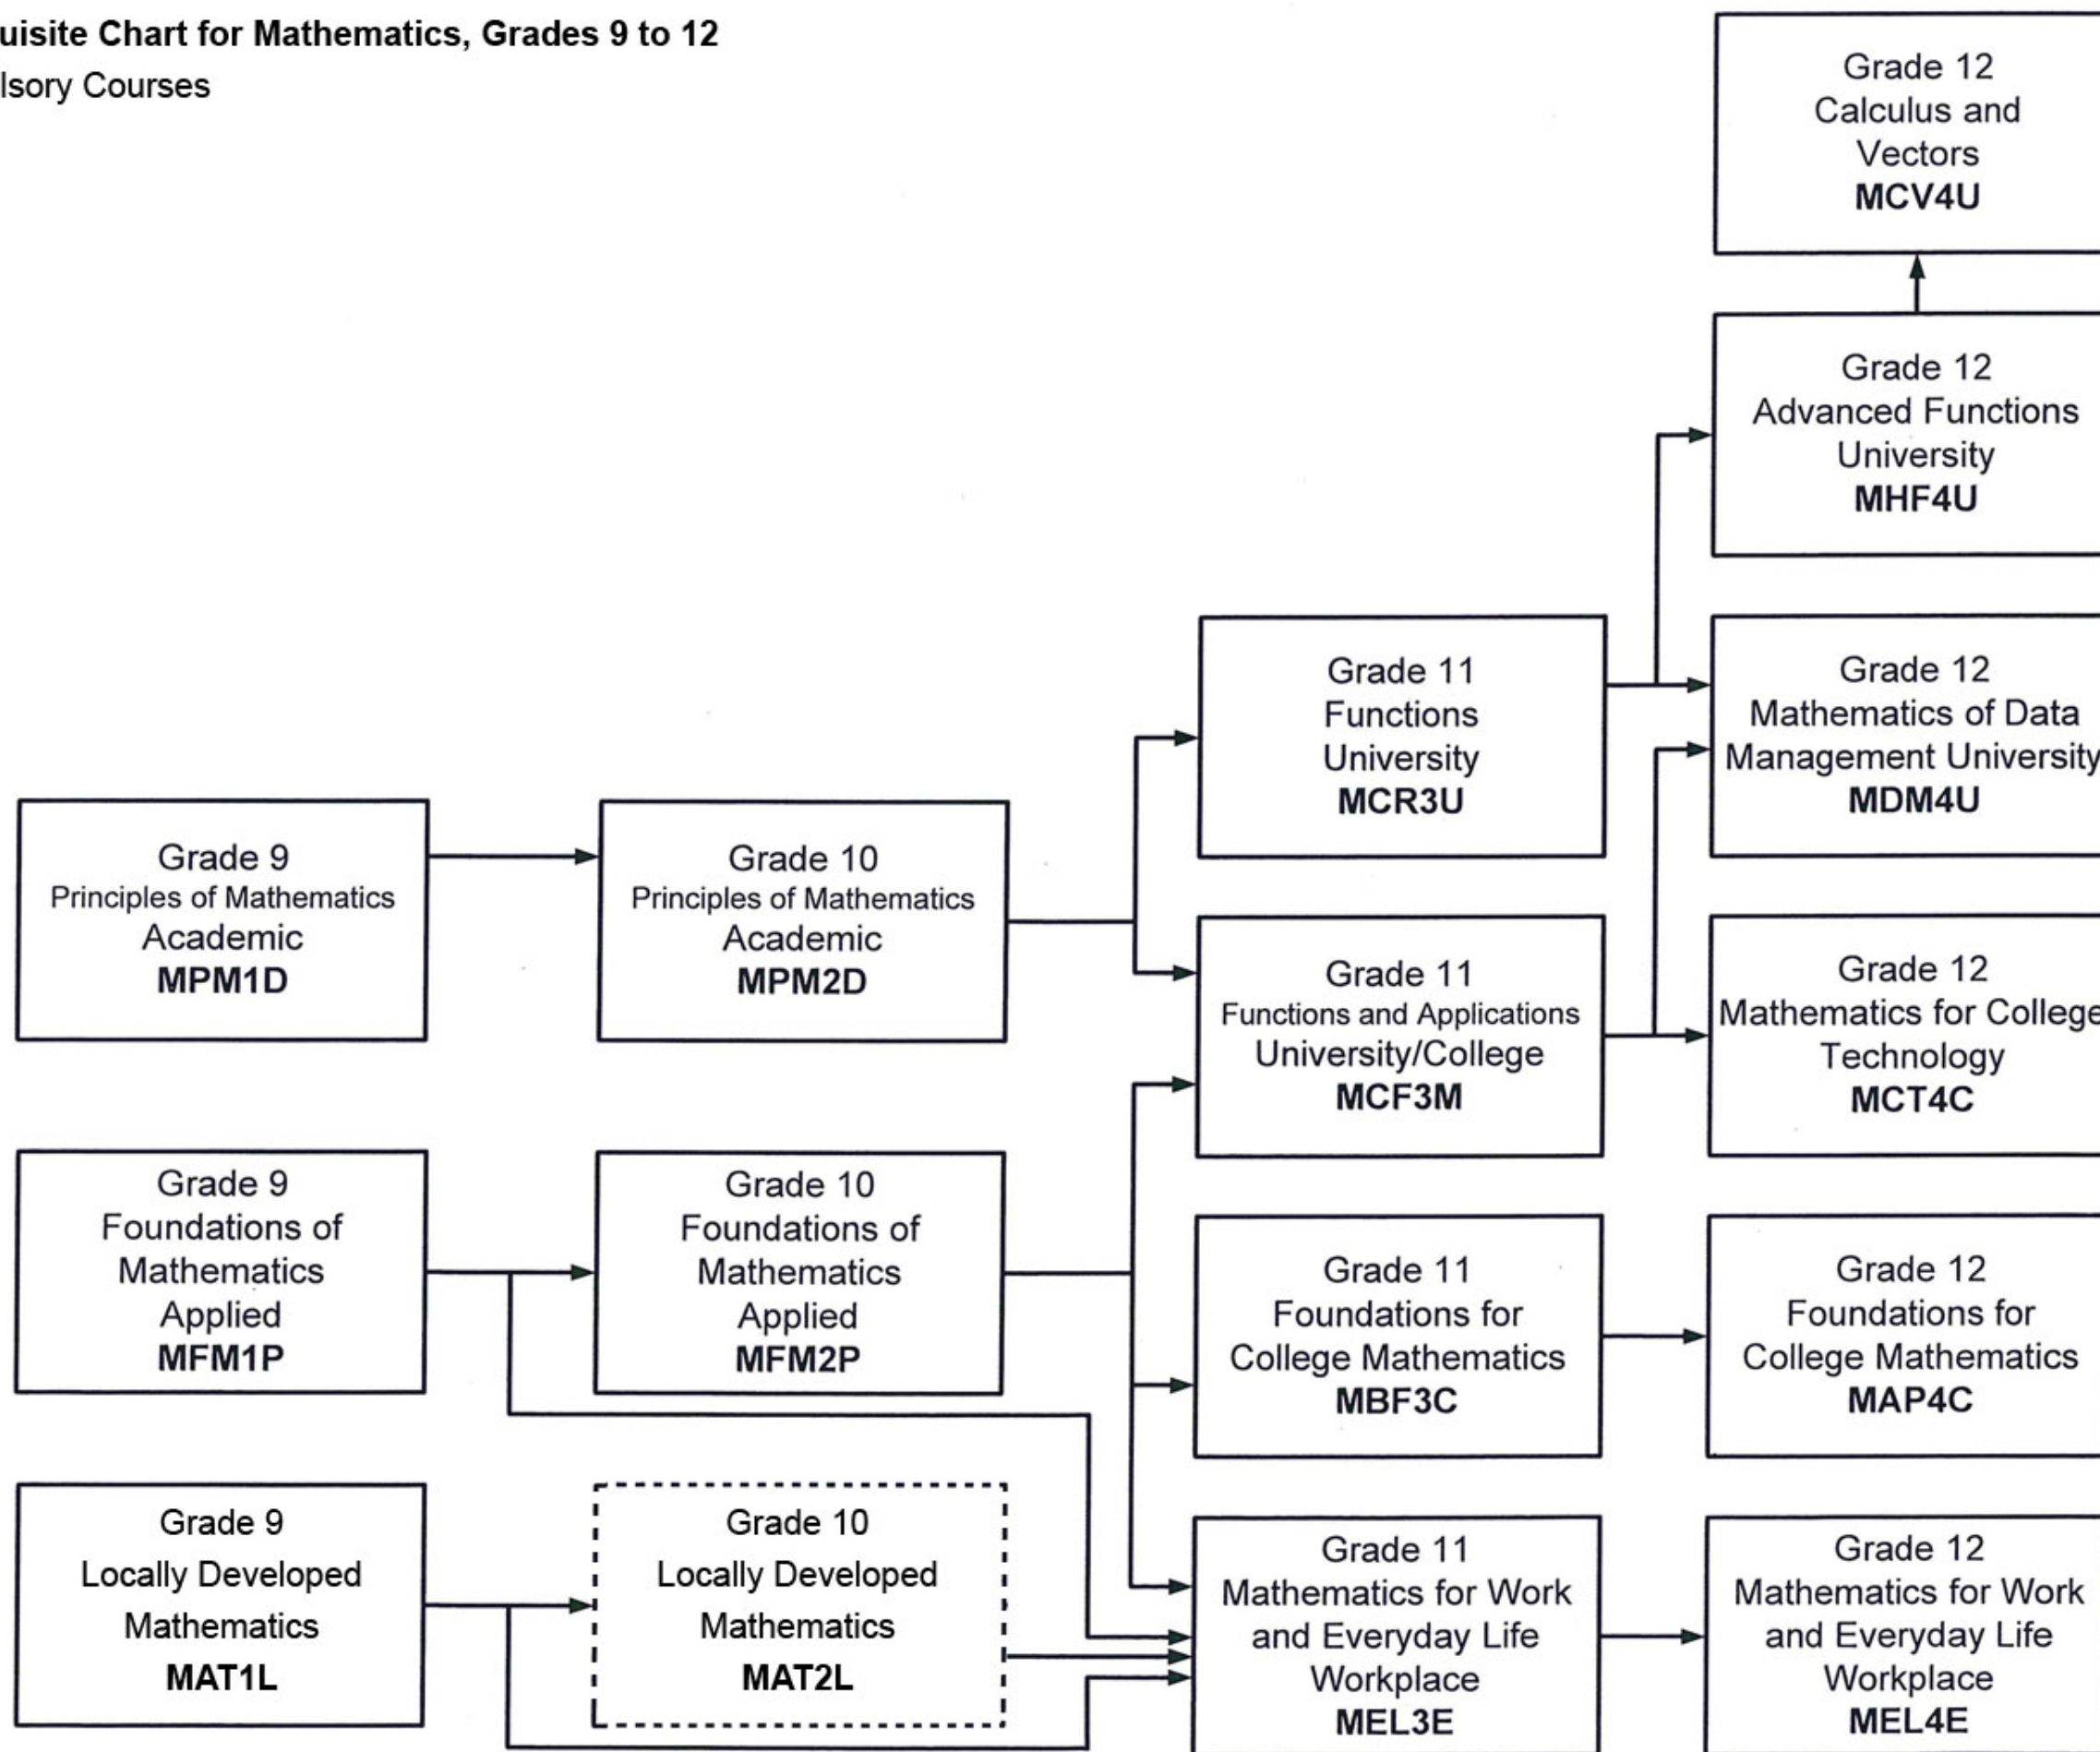 uisite Chart for Mathematics, Grades 9 to 12
lsory Courses
Grade 12
Calculus and
Vectors
MCV4U
Grade 12
Advanced Functions
University
MHF4U
Grade 11
Functions
University
MCR3U
Grade 12
Mathematics of Data
Management University
MDM4U
Grade 9
Principles of Mathematics
Academic
MPM1D
Grade 10
Principles of Mathematics
Academic
MPM2D
Grade 11
Functions and Applications
University/College
MCF3M
Grade 12
Mathematics for College
Technology
MCT4C
Grade 9
Foundations of
Mathematics
Applied
MFM1P
Grade 10
Foundations of
Mathematics
Applied
MFM2P
Grade 11
Foundations for
College Mathematics
MBF3C
Grade 12
Foundations for
College Mathematics
MAP4C
Grade 9
Locally Developed
Mathematics
MAT1L
Grade 10
Locally Developed
Mathematics
MAT2L
Grade 11
Mathematics for Work
and Everyday Life
Workplace
MEL3E
Grade 12
Mathematics for Work
and Everyday Life
Workplace
MEL4E